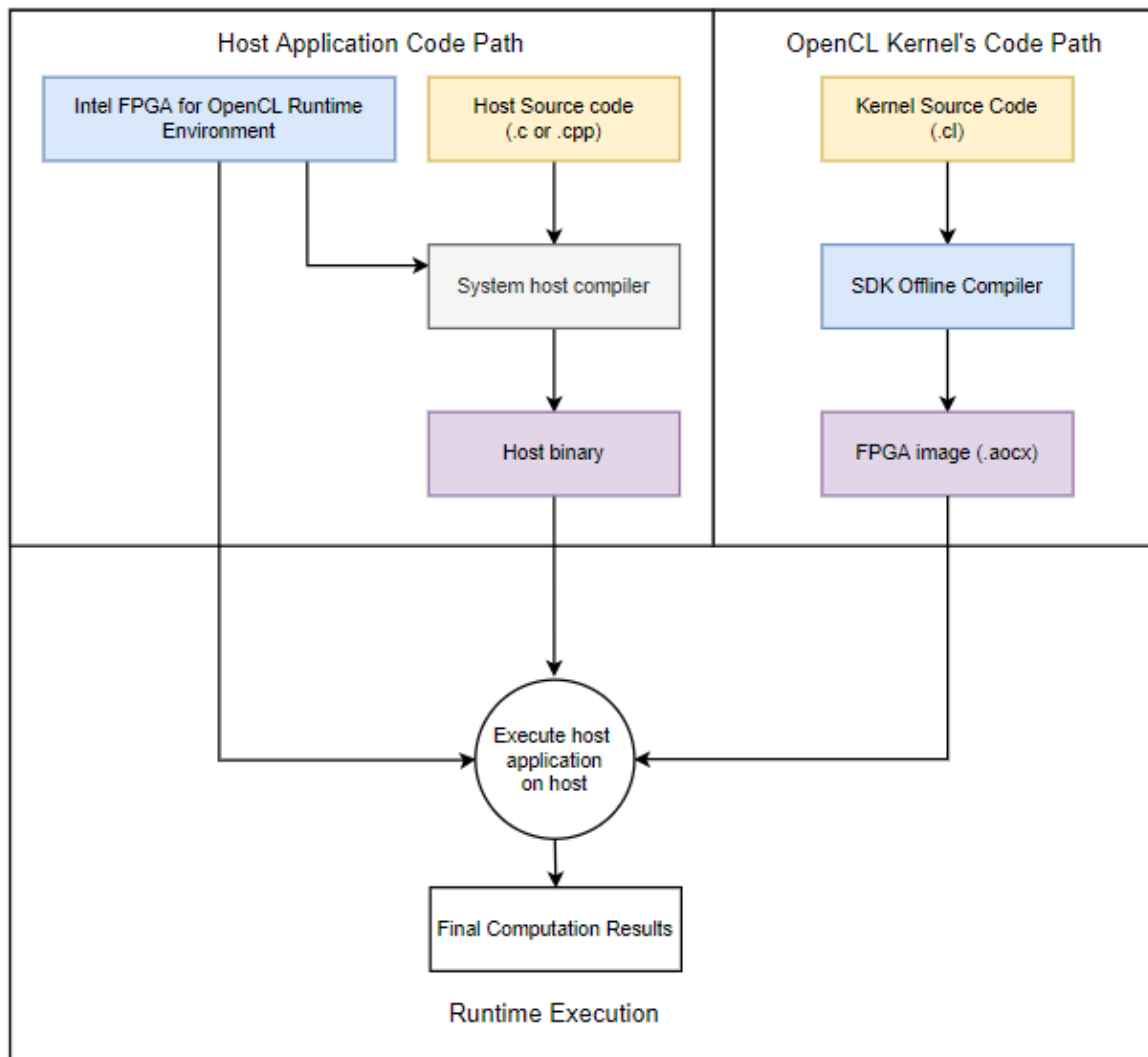 Host Application Code Path
OpenCL Kernel's Code Path
Intel FPGA for OpenCL Runtime
Environment
Host Source code
(.c or .cpp)
Kernel Source Code
(.cl)
System host compiler
SDK Offline Compiler
Host binary
FPGA image (.aocx)
Execute host
application
on host
Final Computation Results
Runtime Execution